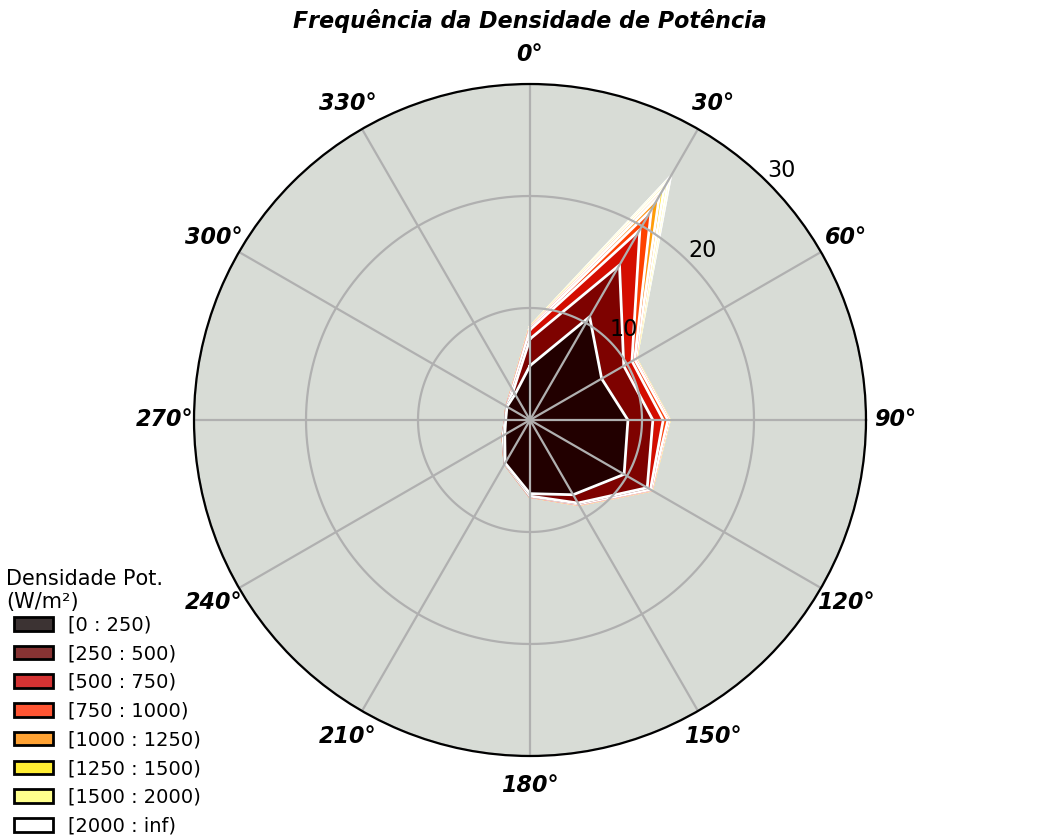 Frequência da Densidade de Potência
0°
330°
30°
30
300°
60°
20
10
270°
90°
240°
120°
210°
150°
180°
Densidade Pot.
(W/m²)
[0 : 250)
[250 : 500)
[500 : 750)
[750 : 1000)
[1000 : 1250)
[1250 : 1500)
[1500 : 2000)
[2000 : inf)